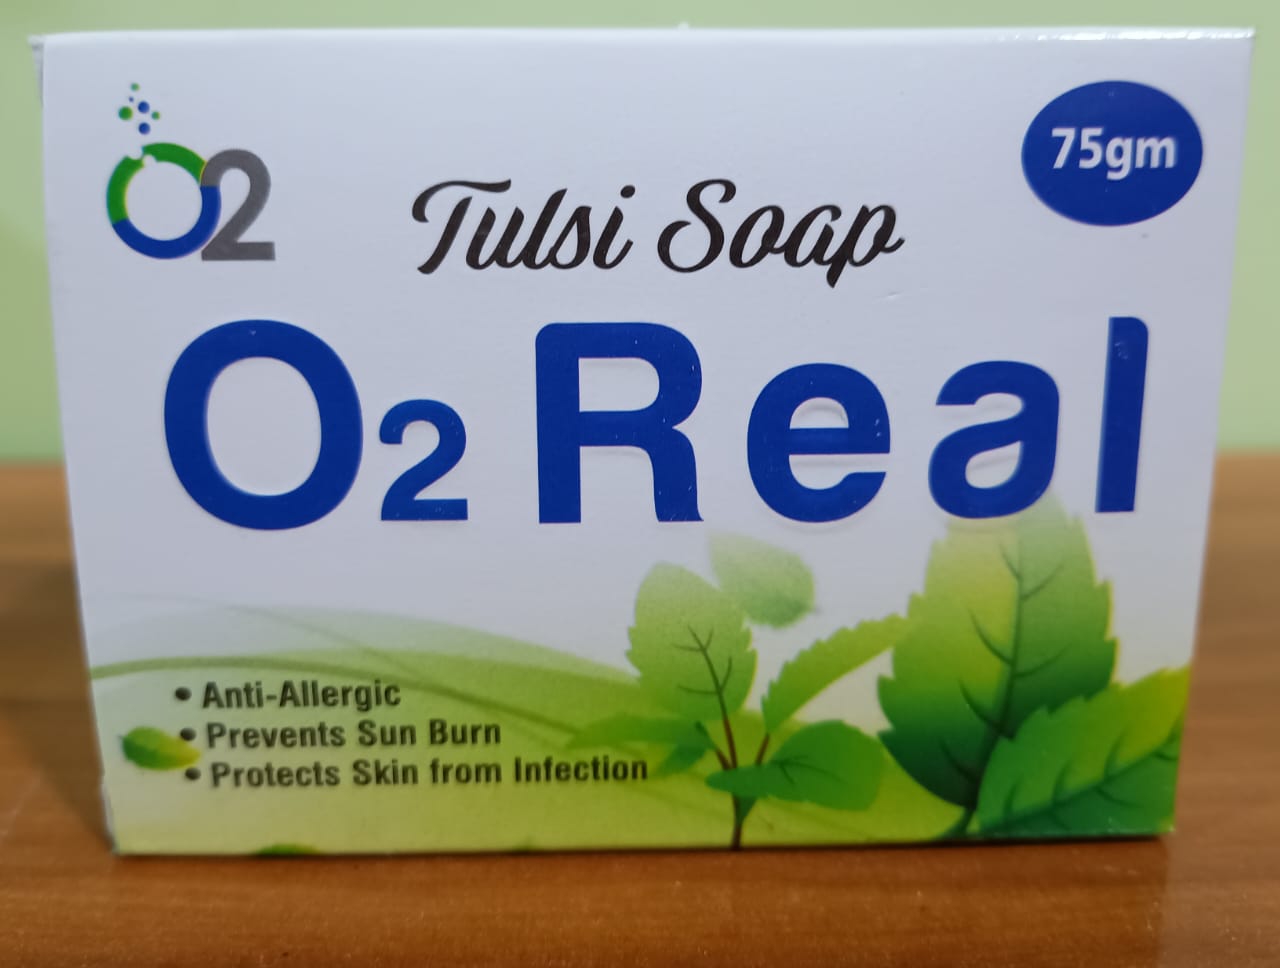 O2
75gm
Tulsi Soap
O2 Real
• Anti-Allergic
• Prevents Sun Burn
• Protects Skin from Infection